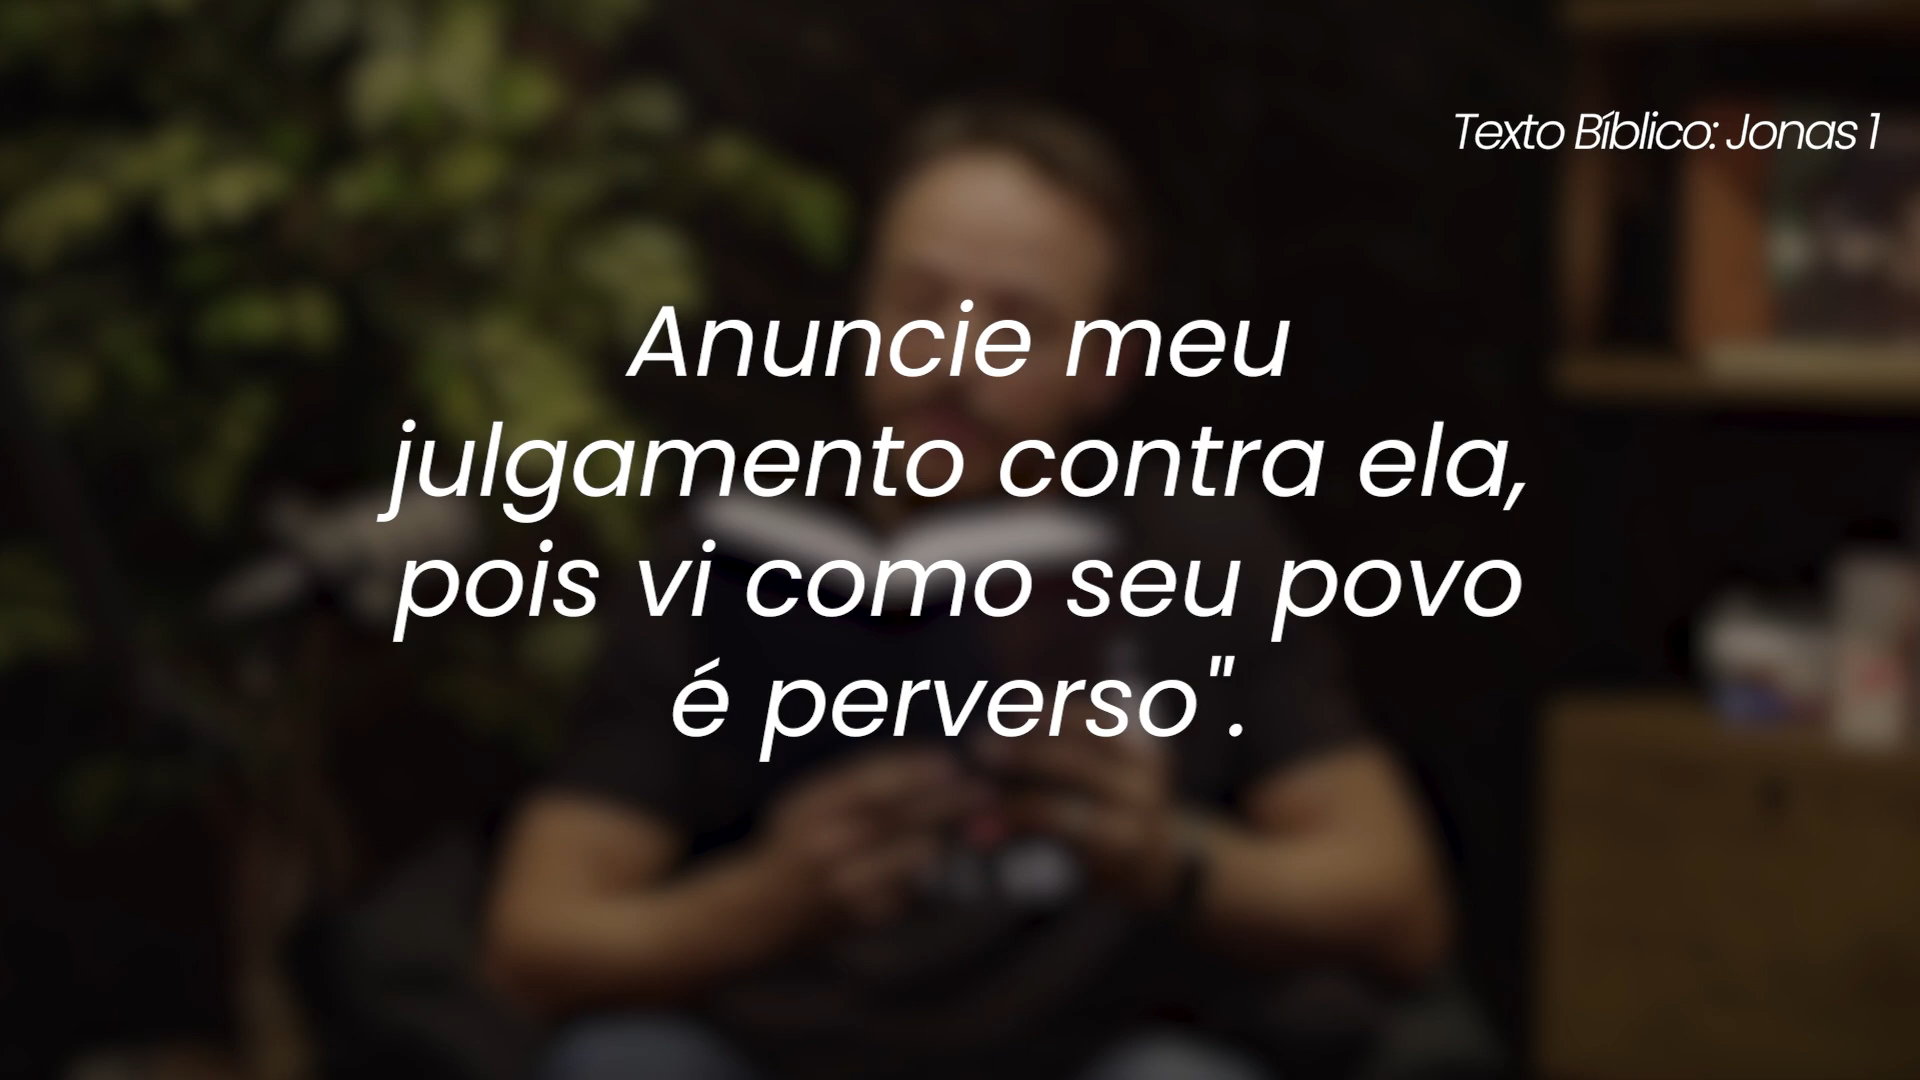 Texto Bíblico: Jonas 1
Anuncie meu
julgamento contra ela,
pois vi como seu povo
é perverso".